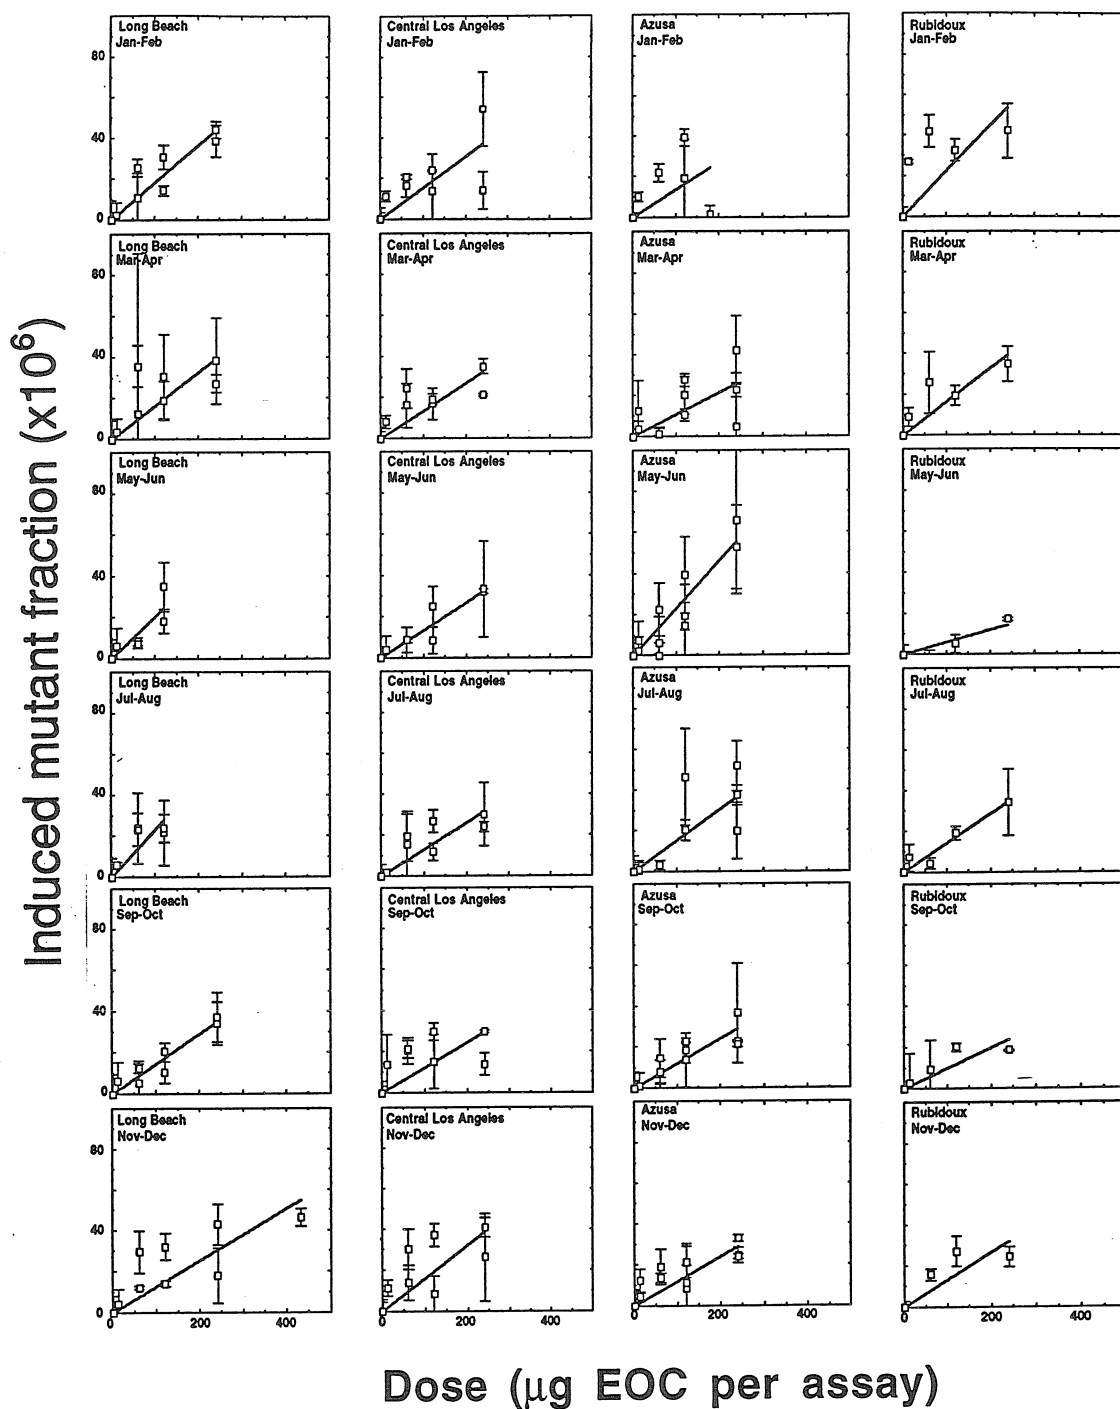 Long Beach
Jan-Feb
80
40
0
Central Los Angeles
Jan-Feb
Azusa
Jan-Feb
Rubidoux
Jan-Feb
Long Beach
Mar-Apr
80
40
0
Central Los Angeles
Mar-Apr
Azusa
Mar-Apr
Rubidoux
Mar-Apr
Long Beach
May-Jun
80
40
0
Central Los Angeles
May-Jun
Azusa
May-Jun
Rubidoux
May-Jun
Long Beach
Jul-Aug
80
40
0
Central Los Angeles
Jul-Aug
Azusa
Jul-Aug
Rubidoux
Jul-Aug
Long Beach
Sep-Oct
80
40
0
Central Los Angeles
Sep-Oct
Azusa
Sep-Oct
Rubidoux
Sep-Oct
Long Beach
Nov-Dec
80
40
0
Central Los Angeles
Nov-Dec
Azusa
Nov-Dec
Rubidoux
Nov-Dec
0 200 400
0 200 400
0 200 400
0 200 400
Induced mutant fraction (x10⁶)
Dose (μg EOC per assay)